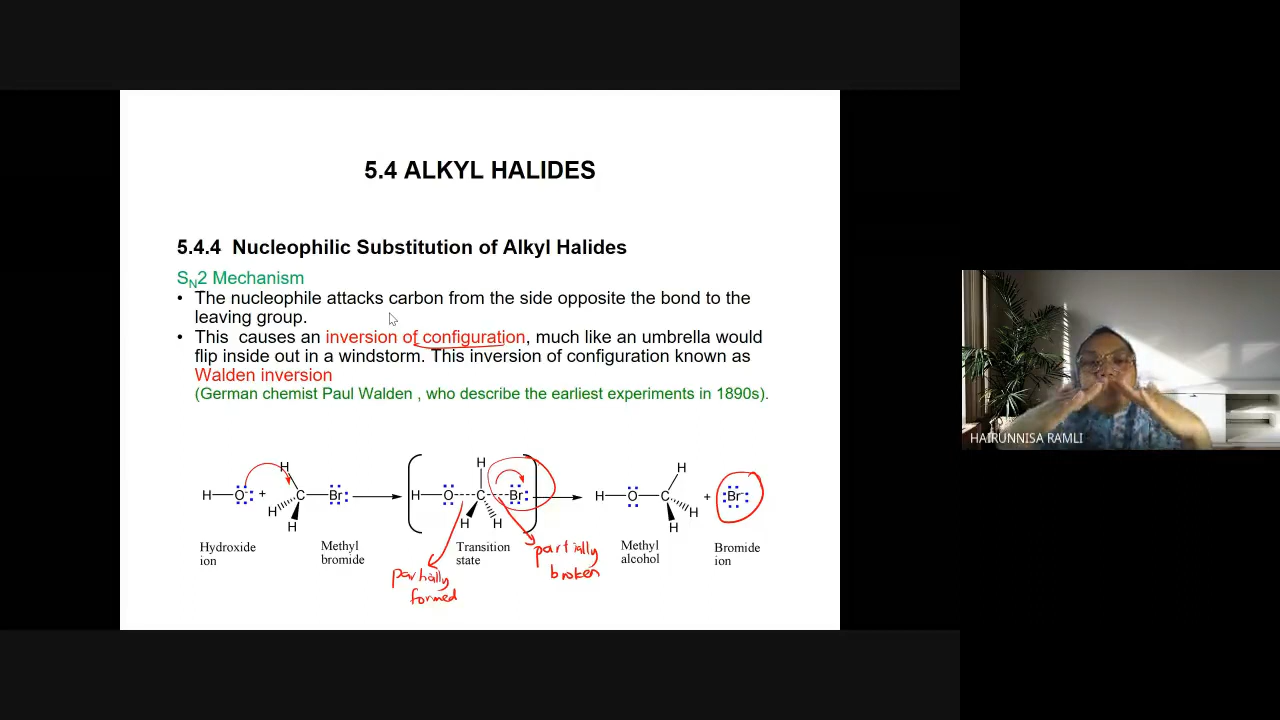 5.4 ALKYL HALIDES
5.4.4 Nucleophilic Substitution of Alkyl Halides
SN2 Mechanism
• The nucleophile attacks carbon from the side opposite the bond to the
leaving group.
• This causes an inversion of configuration, much like an umbrella would
flip inside out in a windstorm. This inversion of configuration known as
Walden inversion
(German chemist Paul Walden , who describe the earliest experiments in 1890s).
H O + H H H C Br
H O C Br H H H
H O C H H H + Br
Hydroxide
ion
Methyl
bromide
Transition
state
Methyl
alcohol
Bromide
ion
partially
formed
partially
broken
HAIRUNNISA RAMLI